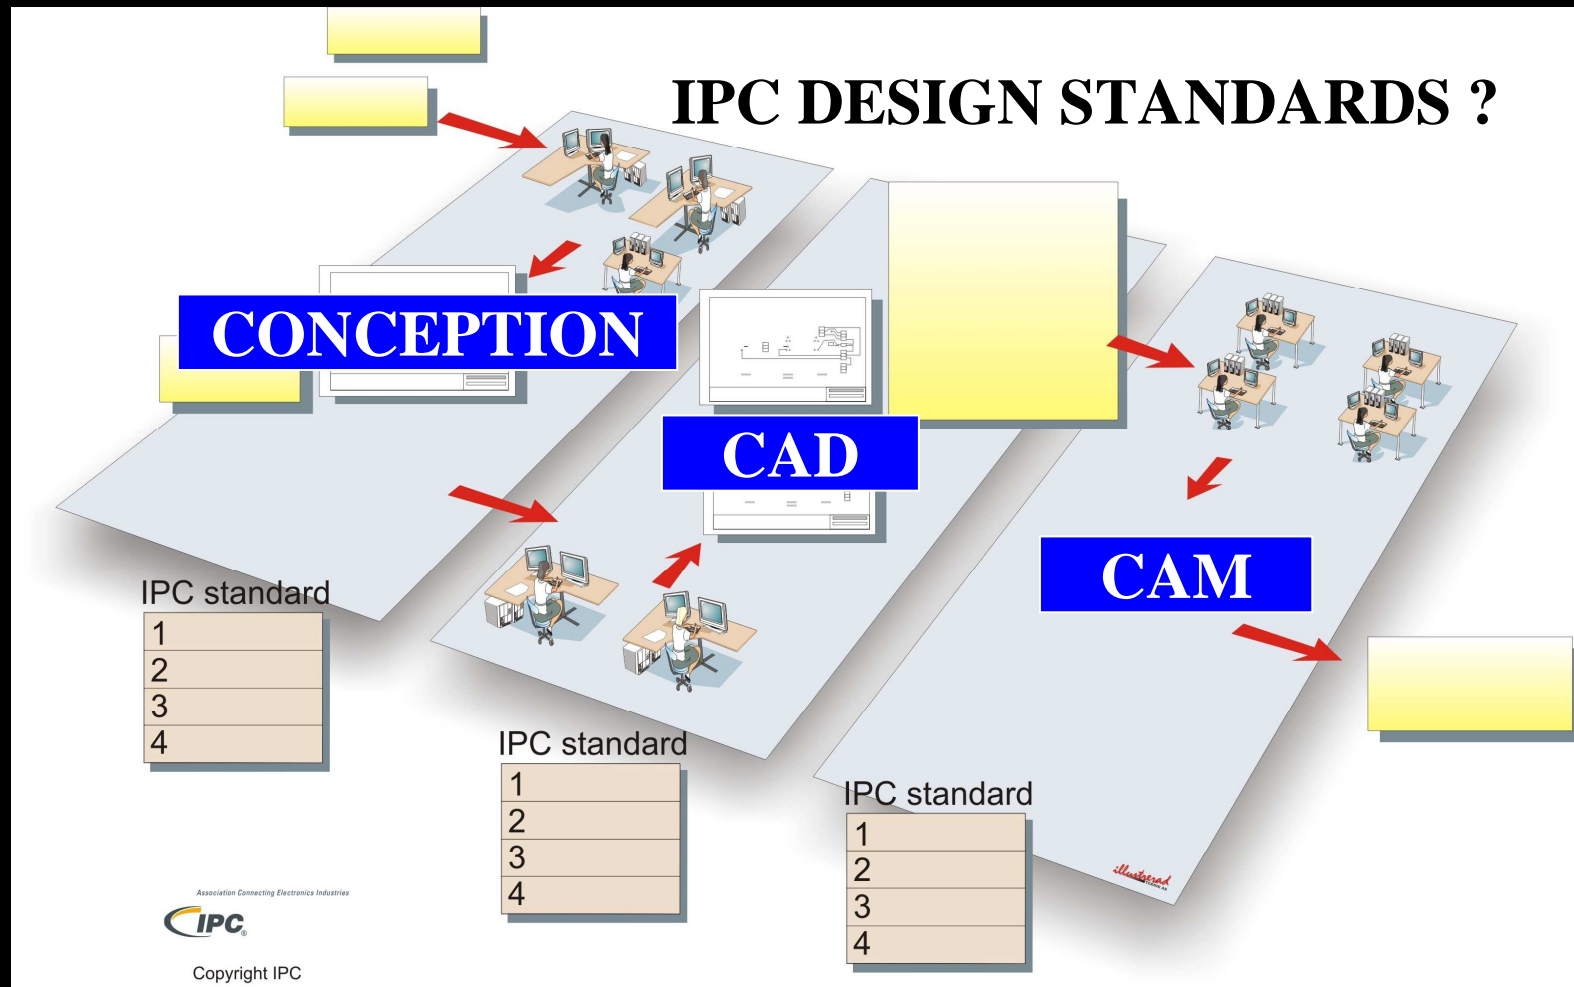 IPC DESIGN STANDARDS ?
CONCEPTION
CAD
CAM
IPC standard
1
2
3
4
IPC standard
1
2
3
4
IPC standard
1
2
3
4
illustrerad
Association Connecting Electronics Industries
IPC®
Copyright IPC